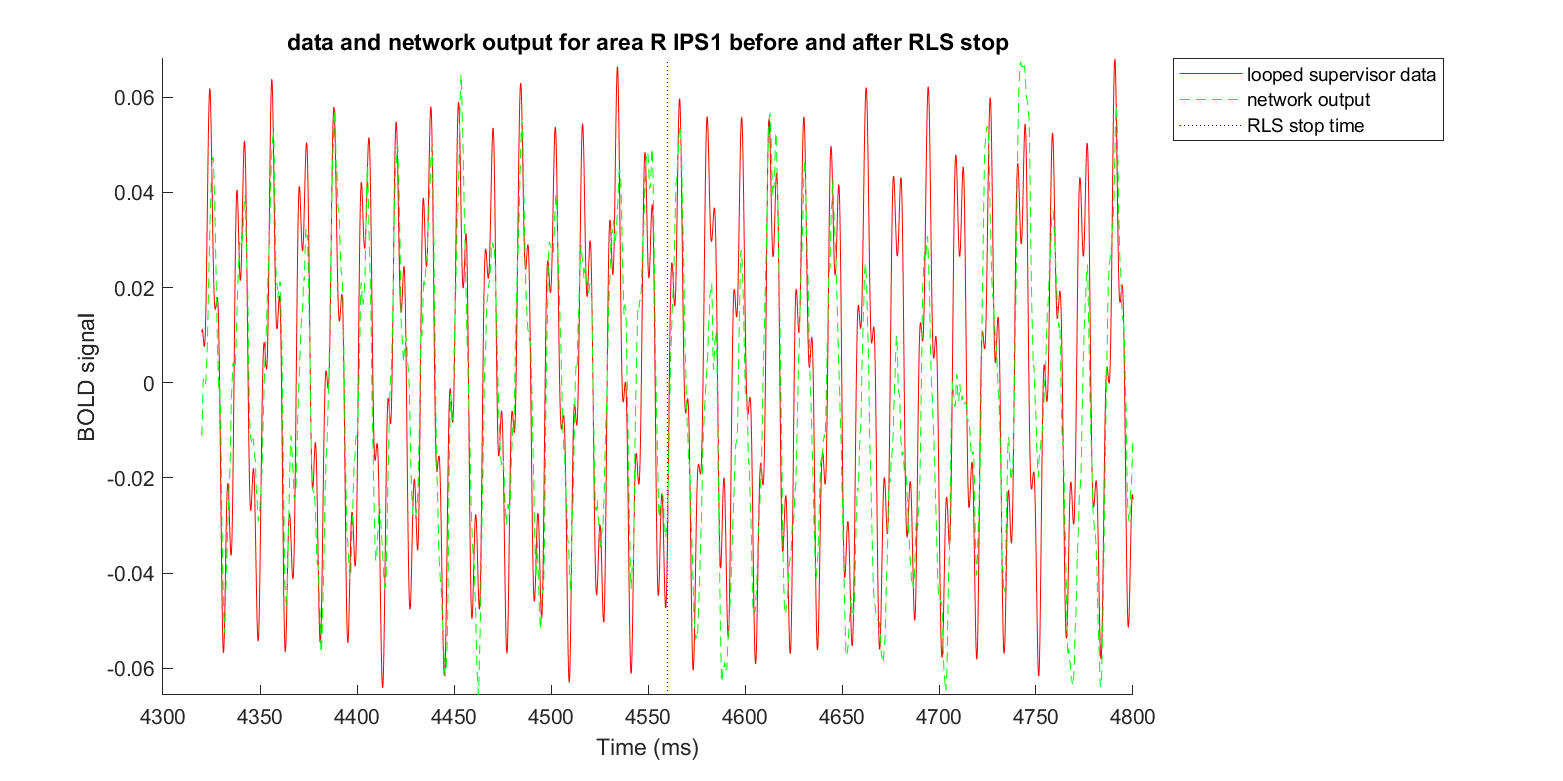 data and network output for area R IPS1 before and after RLS stop
looped supervisor data
network output
RLS stop time
BOLD signal
0.06
0.04
0.02
0
-0.02
-0.04
-0.06
4300 4350 4400 4450 4500 4550 4600 4650 4700 4750 4800
Time (ms)